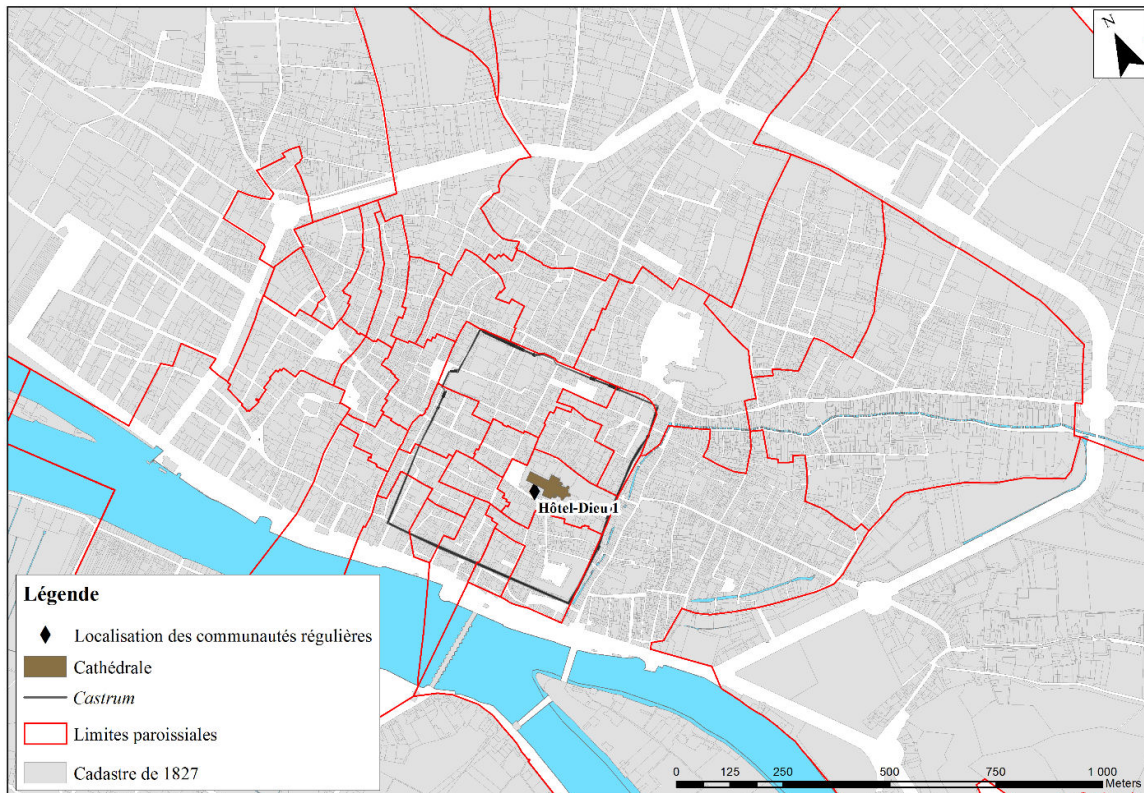 N
Hôtel-Dieu 1
Légende
Localisation des communautés régulières
Cathédrale
Castrum
Limites paroissiales
Cadastre de 1827
0 125 250 500 750 1 000
Meters